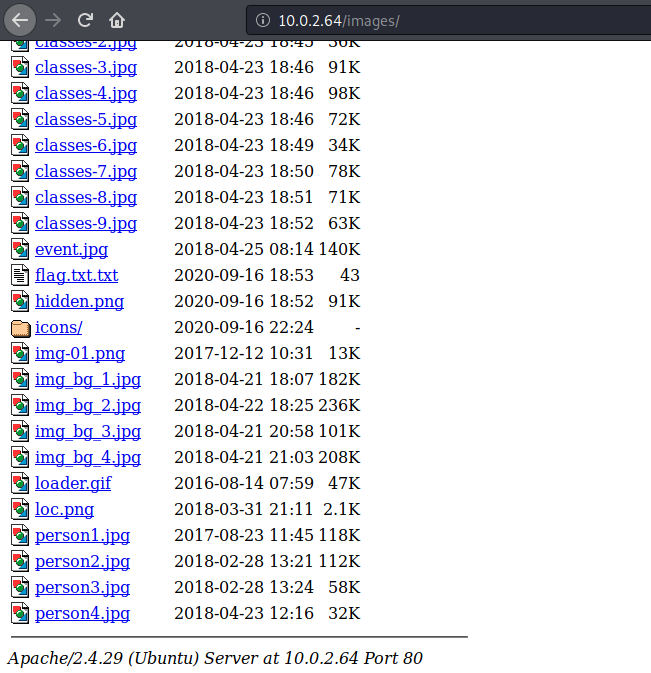 10.0.2.64/images/
classes-2.jpg 2018-04-23 18:45 36K
classes-3.jpg 2018-04-23 18:46 91K
classes-4.jpg 2018-04-23 18:46 98K
classes-5.jpg 2018-04-23 18:46 72K
classes-6.jpg 2018-04-23 18:49 34K
classes-7.jpg 2018-04-23 18:50 78K
classes-8.jpg 2018-04-23 18:51 71K
classes-9.jpg 2018-04-23 18:52 63K
event.jpg 2018-04-25 08:14 140K
flag.txt.txt 2020-09-16 18:53 43
hidden.png 2020-09-16 18:52 91K
icons/ 2020-09-16 22:24 -
img-01.png 2017-12-12 10:31 13K
img_bg_1.jpg 2018-04-21 18:07 182K
img_bg_2.jpg 2018-04-22 18:25 236K
img_bg_3.jpg 2018-04-21 20:58 101K
img_bg_4.jpg 2018-04-21 21:03 208K
loader.gif 2016-08-14 07:59 47K
loc.png 2018-03-31 21:11 2.1K
person1.jpg 2017-08-23 11:45 118K
person2.jpg 2018-02-28 13:21 112K
person3.jpg 2018-02-28 13:24 58K
person4.jpg 2018-04-23 12:16 32K
Apache/2.4.29 (Ubuntu) Server at 10.0.2.64 Port 80